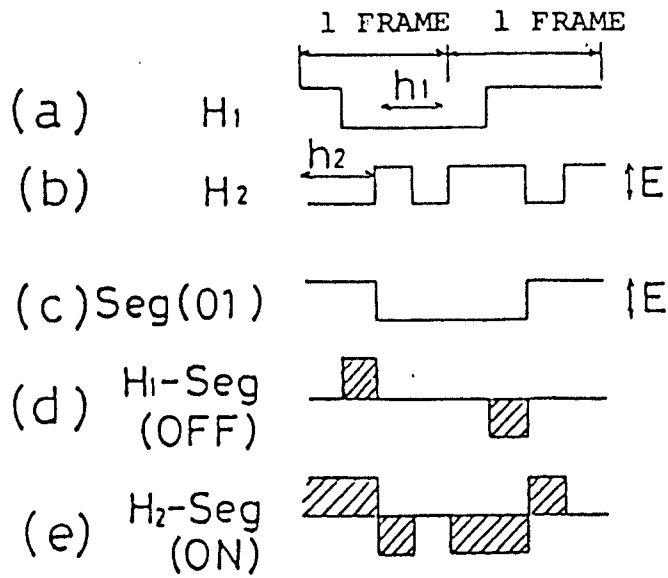 1 FRAME 1 FRAME
(a) H1 h1
h2
(b) H2 E
(c) Seg(01) E
(d) H1-Seg
(OFF)
(e) H2-Seg
(ON)